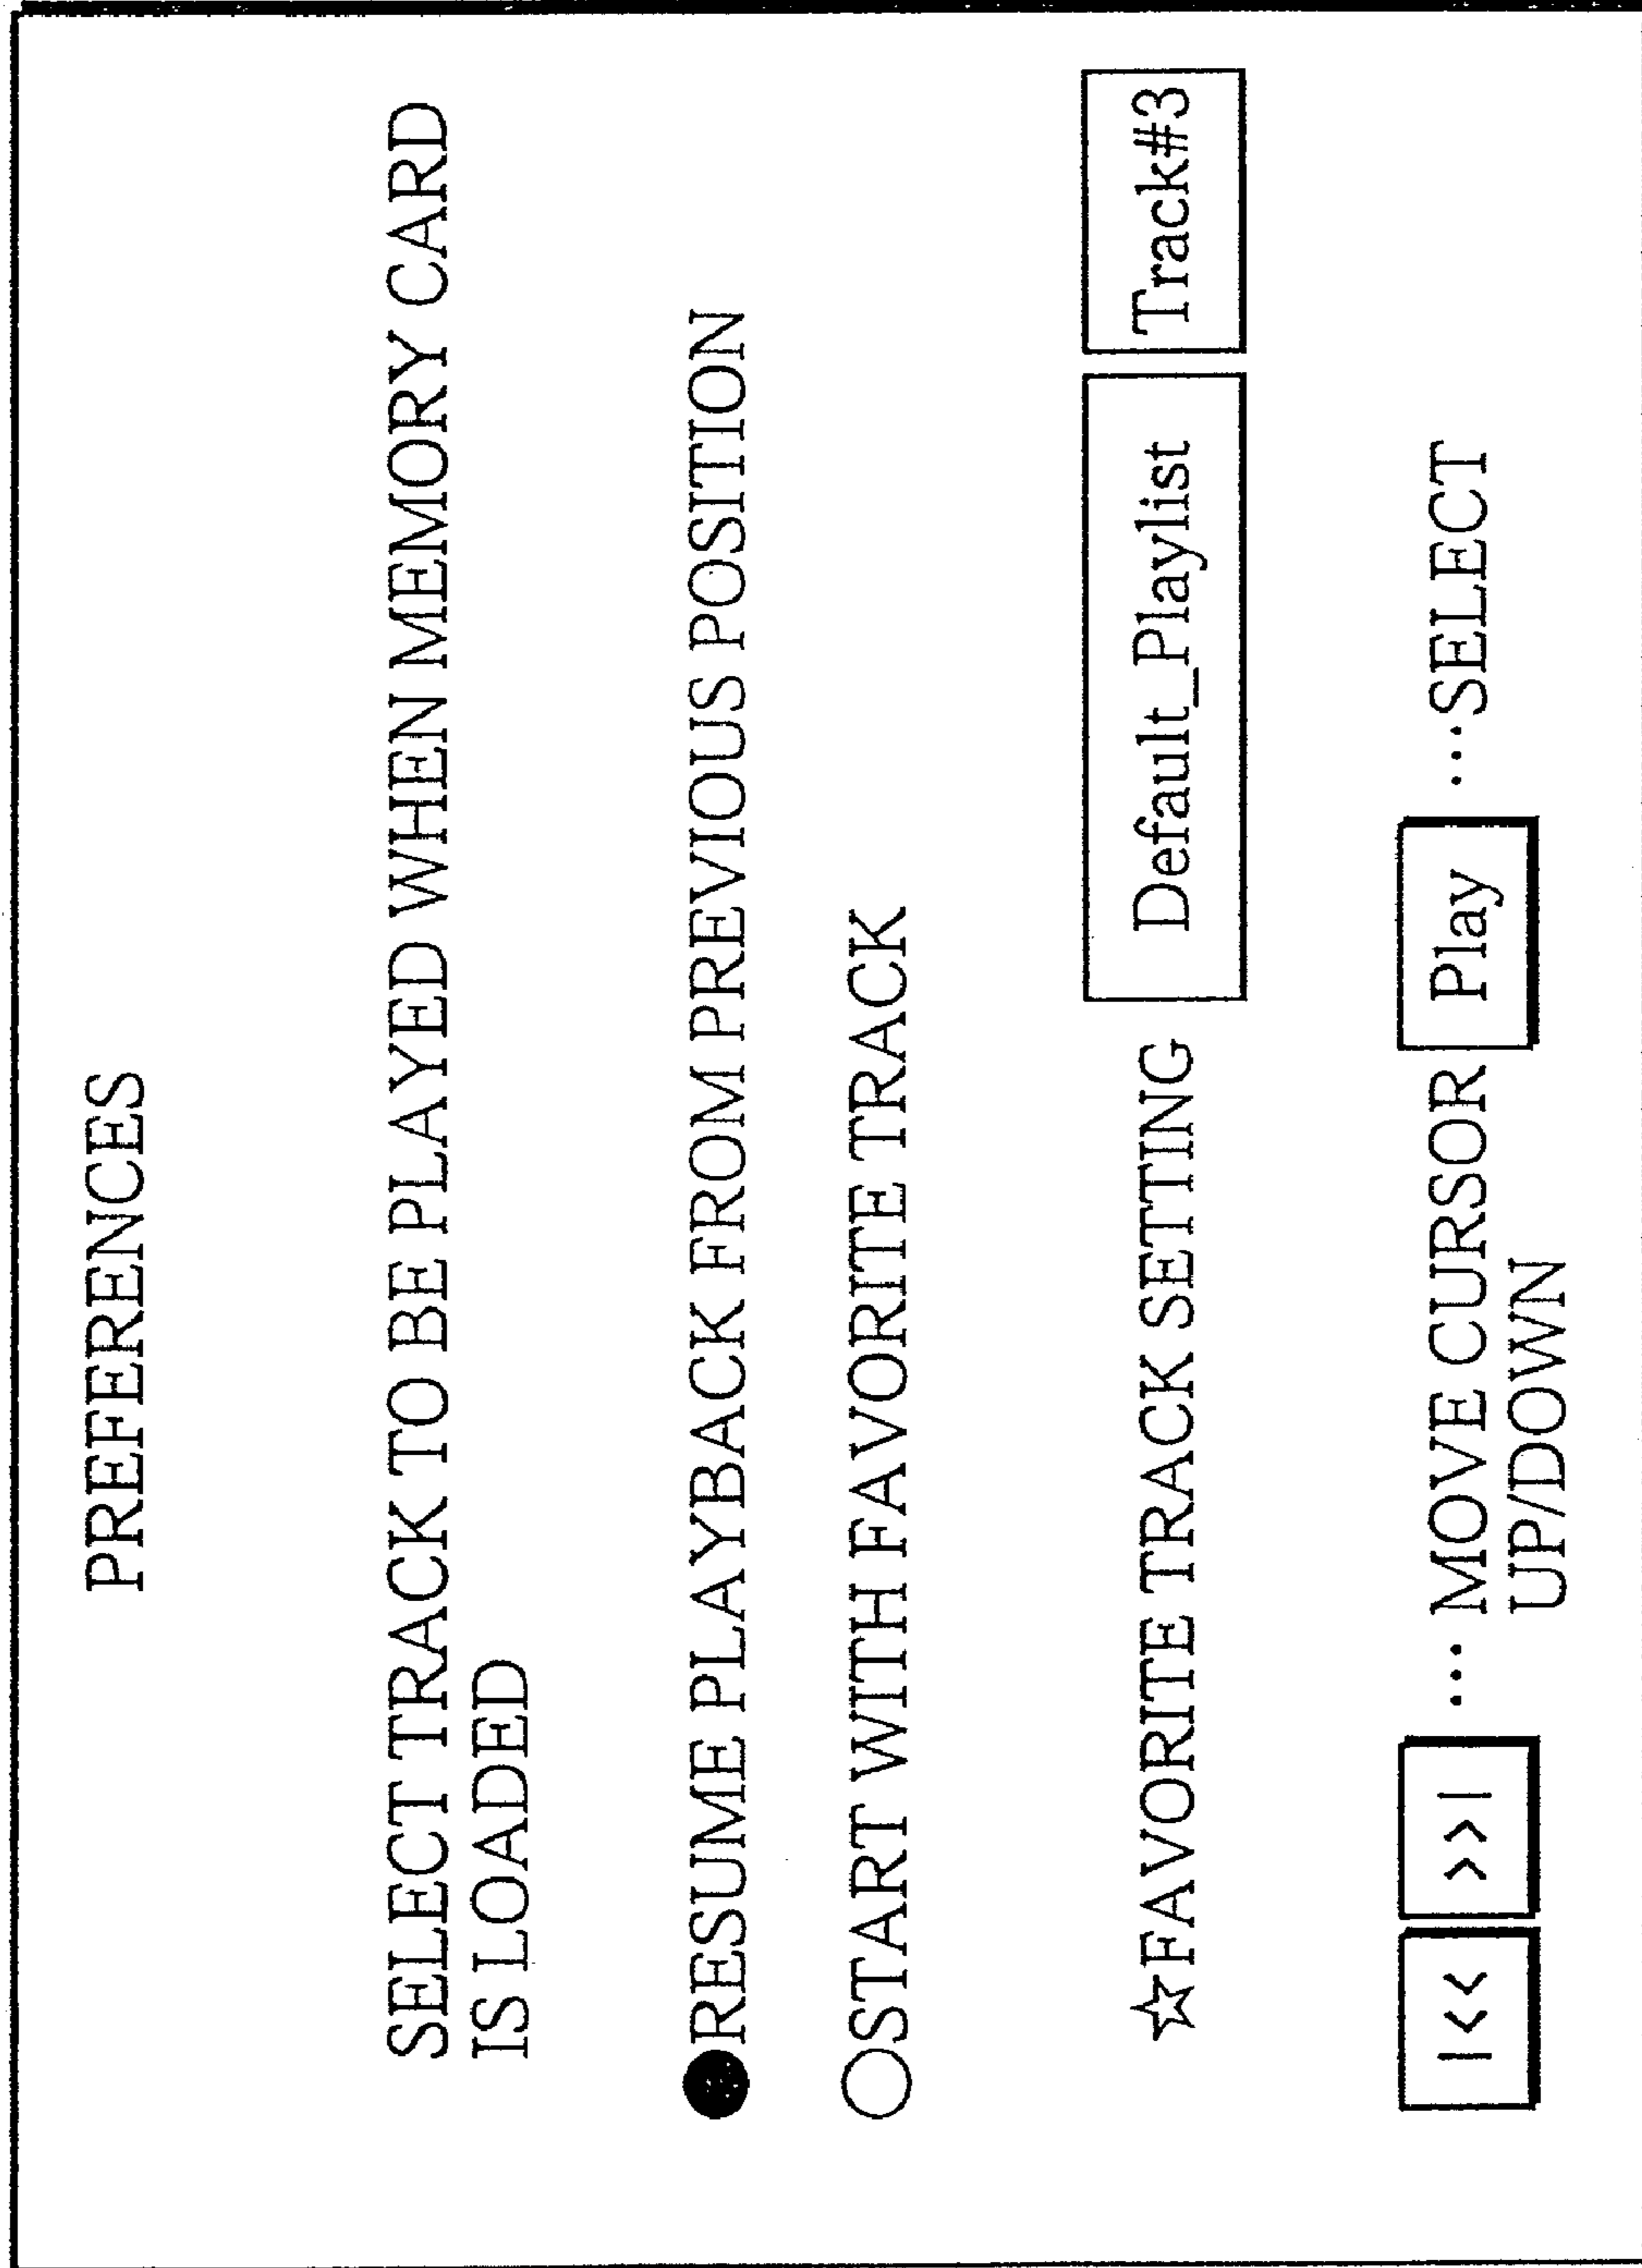 PREFERENCES
SELECT TRACK TO BE PLAYED WHEN MEMORY CARD
IS LOADED
●RESUME PLAYBACK FROM PREVIOUS POSITION
○START WITH FAVORITE TRACK
☆FAVORITE TRACK SETTING Default_Playlist Track#3
|<< >>| ... MOVE CURSOR Play ...SELECT
UP/DOWN